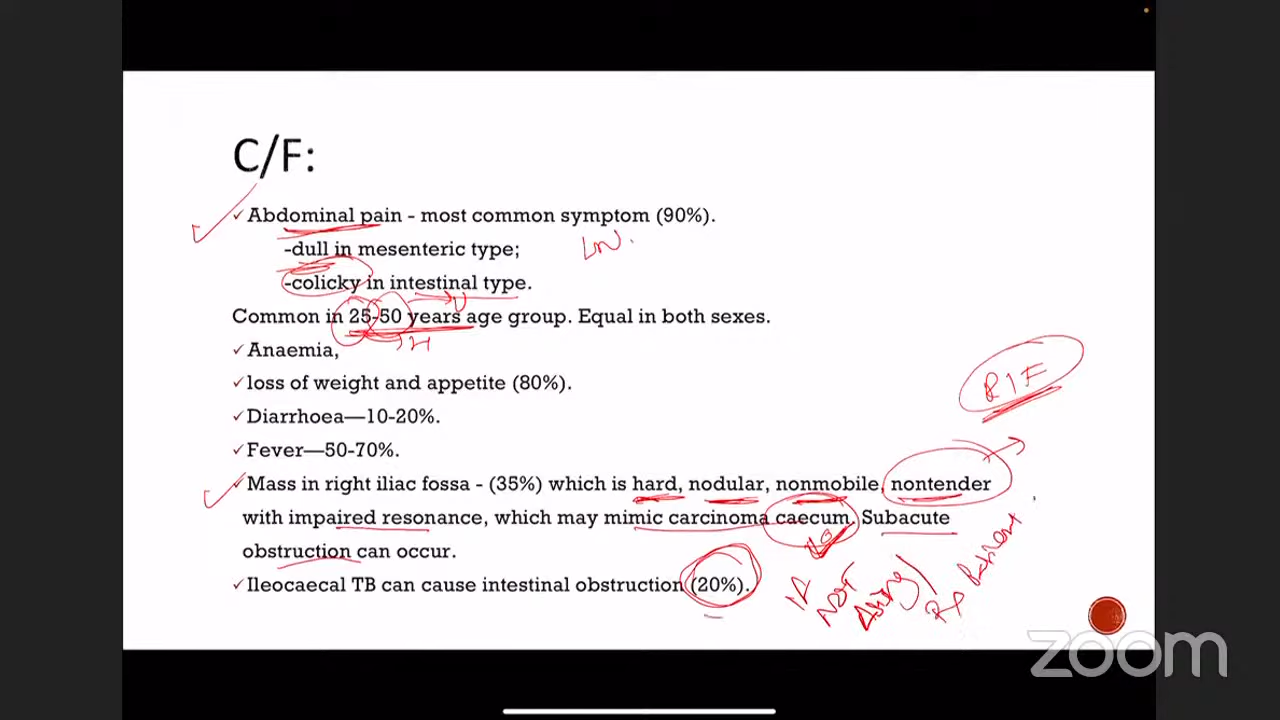 C/F:
✓Abdominal pain - most common symptom (90%).
-dull in mesenteric type;
LN.
-colicky in intestinal type.
Common in 25-50 years age group. Equal in both sexes.
✓Anaemia,
✓loss of weight and appetite (80%).
RIF
✓Diarrhoea—10-20%.
✓Fever—50-70%.
✓Mass in right iliac fossa - (35%) which is hard, nodular, nonmobile, nontender
with impaired resonance, which may mimic carcinoma caecum. Subacute
obstruction can occur.
✓Ileocaecal TB can cause intestinal obstruction (20%).
IF
NOT
zoom